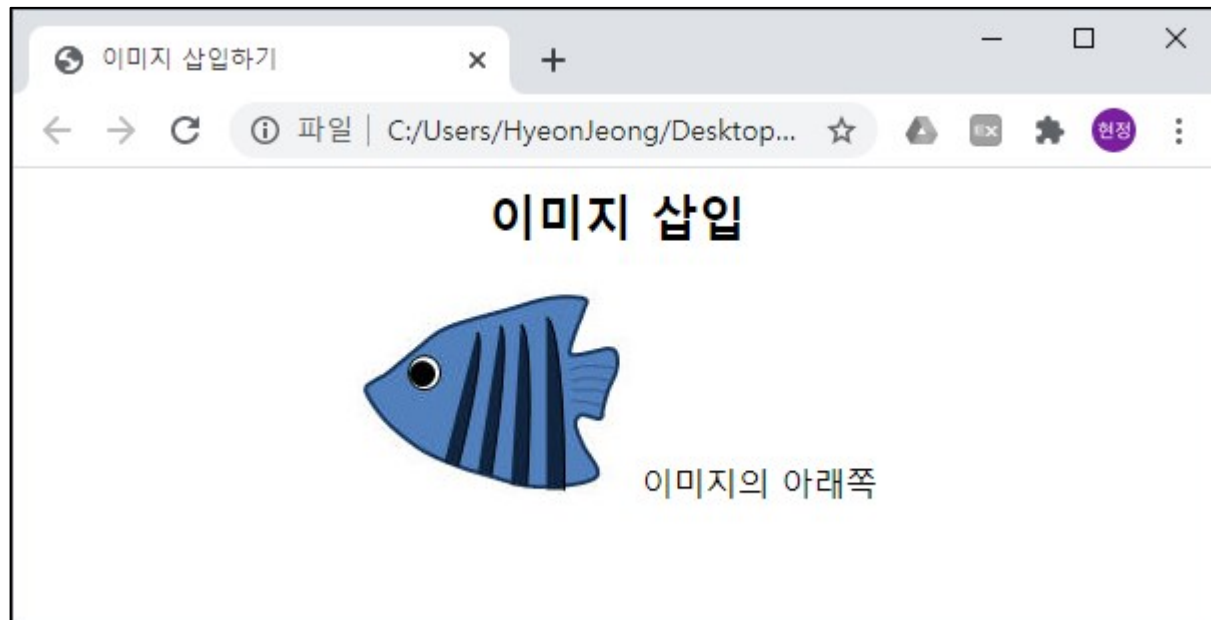 이미지 삽입하기
파일 C:/Users/HyeonJeong/Desktop...
EX
현정
이미지 삽입
이미지의 아래쪽